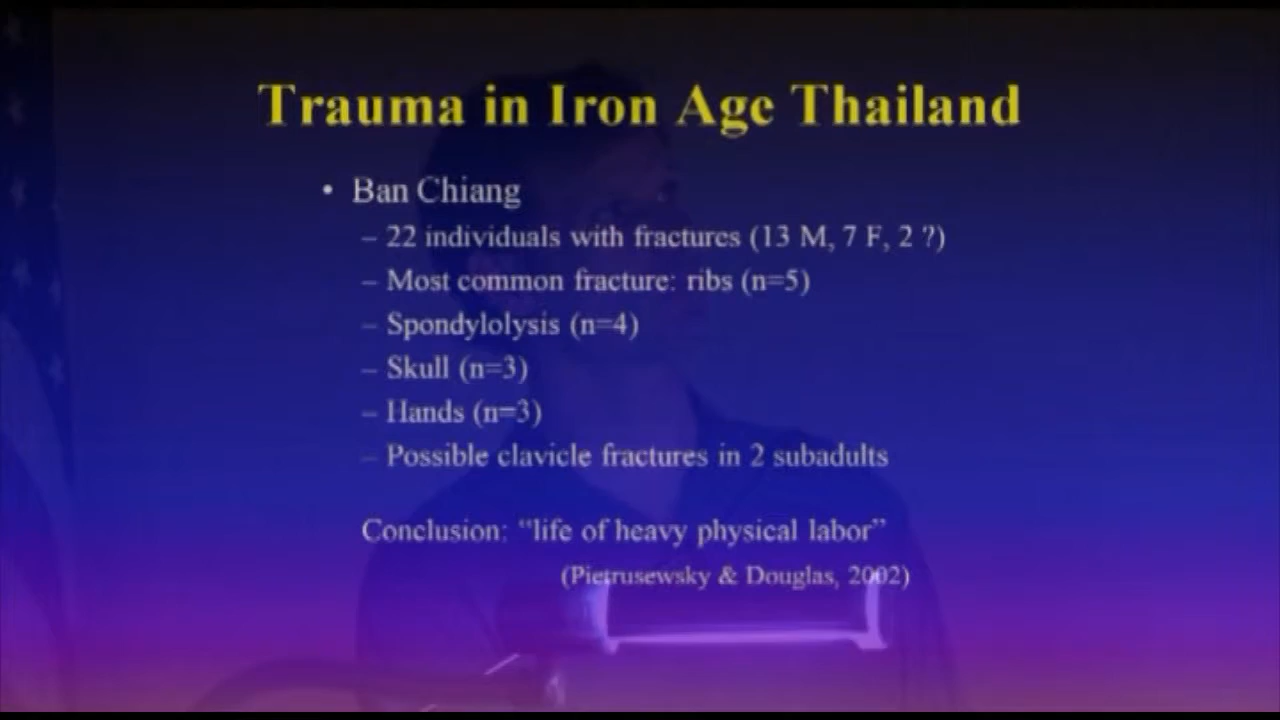 Trauma in Iron Age Thailand
• Ban Chiang
– 22 individuals with fractures (13 M, 7 F, 2 ?)
– Most common fracture: ribs (n=5)
– Spondylolysis (n=4)
– Skull (n=3)
– Hands (n=3)
– Possible clavicle fractures in 2 subadults
Conclusion: “life of heavy physical labor”
(Pietrusewsky & Douglas, 2002)